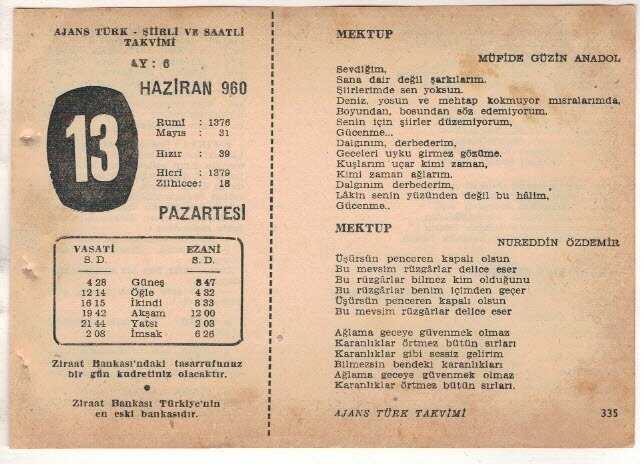 AJANS TÜRK - ŞİİRLİ VE SAATLİ
TAKVİMİ
AY : 6
HAZİRAN 960
13
Rumî : 1376
Mayıs : 31
Hızır : 39
Hicri : 1379
Zilhicce: 18
PAZARTESİ
VASATİ EZANİ
S. D. S. D.
4 28 Güneş 8 47
12 14 Öğle 4 32
16 15 İkindi 8 33
19 42 Akşam 12 00
21 44 Yatsı 2 03
2 08 İmsak 6 26
Ziraat Bankası'ndaki tasarrufunuz
bir gün kudretiniz olacaktır.
Ziraat Bankası Türkiye'nin
en eski bankasıdır.
MEKTUP
MÜFİDE GÜZİN ANADOL
Sevdiğim,
Sana dair değil şarkılarım.
Şiirlerimde sen yoksun.
Deniz, yosun ve mehtap kokmuyor mısralarımda,
Boyundan, bosundan söz edemiyorum.
Senin için şiirler düzemiyorum,
Gücenme...
Dalgınım, derbederim,
Geceleri uyku girmez gözüme.
Kuşlarım uçar kimi zaman,
Kimi zaman ağlarım.
Dalgınım derbederim,
Lâkin senin yüzünden değil bu hâlim,
Gücenme..
MEKTUP
NUREDDİN ÖZDEMİR
Üşürsün penceren kapalı olsun
Bu mevsim rüzgârlar delice eser
Bu rüzgârlar bilmez kim olduğunu
Bu rüzgârlar benim içimden geçer
Üşürsün penceren kapalı olsun
Bu mevsim rüzgârlar delice eser
Ağlama geceye güvenmek olmaz
Karanlıklar örtmez bütün sırları.
Karanlıklar gibi sessiz gelirim
Bilmezsin bendeki karanlıkları
Ağlama geceye güvenmek olmaz
Karanlıklar örtmez bütün sırları.
AJANS TÜRK TAKVİMİ 335